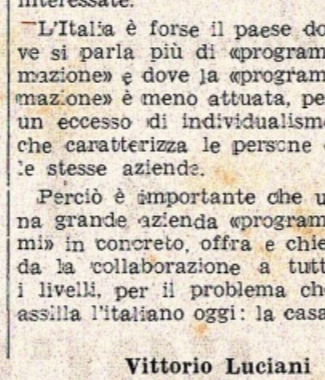 interessate.
L'Italia è forse il paese do
ve si parla più di «program
mazione» e dove la «program
mazione» è meno attuata, pe
un eccesso di individualism
che caratterizza le persone
le stesse aziende.
Perciò è importante che u
na grande azienda «program
mi» in concreto, offra e chie
da la collaborazione a tutt
i livelli, per il problema ch
assilla l'italiano oggi: la casa
Vittorio Luciani